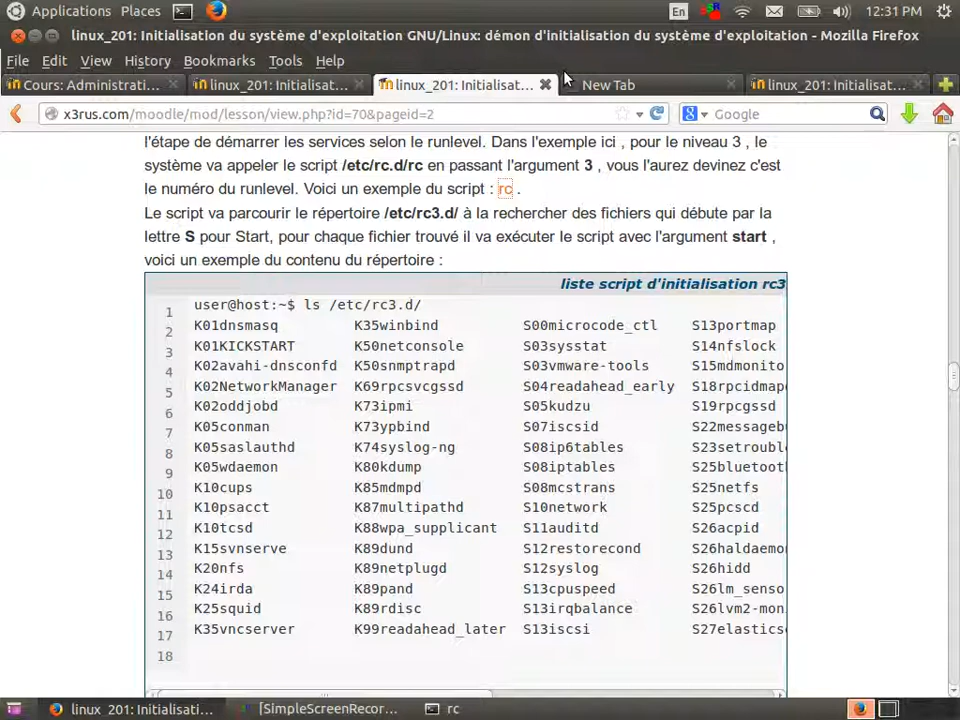 Applications Places En 12:31 PM
linux_201: Initialisation du système d'exploitation GNU/Linux: démon d'initialisation du système d'exploitation - Mozilla Firefox
File Edit View History Bookmarks Tools Help
Cours: Administrati... linux_201: Initialisat... linux_201: Initialisat... New Tab linux_201: Initialisat...
x3rus.com/moodle/mod/lesson/view.php?id=70&pageid=2 Google
l'étape de démarrer les services selon le runlevel. Dans l'exemple ici , pour le niveau 3 , le
système va appeler le script /etc/rc.d/rc en passant l'argument 3 , vous l'aurez devinez c'est
le numéro du runlevel. Voici un exemple du script : rc .
Le script va parcourir le répertoire /etc/rc3.d/ à la rechercher des fichiers qui débute par la
lettre S pour Start, pour chaque fichier trouvé il va exécuter le script avec l'argument start ,
voici un exemple du contenu du répertoire :
liste script d'initialisation rc3
1 user@host:~$ ls /etc/rc3.d/
2 K01dnsmasq K35winbind S00microcode_ctl S13portmap
3 K01KICKSTART K50netconsole S03sysstat S14nfslock
4 K02avahi-dnsconfd K50snmptrapd S03vmware-tools S15mdmonito
5 K02NetworkManager K69rpcsvcgssd S04readahead_early S18rpcidmap
6 K02oddjobd K73ipmi S05kudzu S19rpcgssd
7 K05conman K73ypbind S07iscsid S22messageb
8 K05saslauthd K74syslog-ng S08ip6tables S23setroubl
9 K05wdaemon K80kdump S08iptables S25bluetoot
10 K10cups K85mdmpd S08mcstrans S25netfs
11 K10psacct K87multipathd S10network S25pcscd
12 K10tcsd K88wpa_supplicant S11auditd S26acpid
13 K15svnserve K89dund S12restorecond S26haldaemo
14 K20nfs K89netplugd S12syslog S26hidd
15 K24irda K89pand S13cpuspeed S26lm_senso
16 K25squid K89rdisc S13irqbalance S26lvm2-mon
17 K35vncserver K99readahead_later S13iscsi S27elastics
18
linux_201: Initialisati... [SimpleScreenRecor... rc